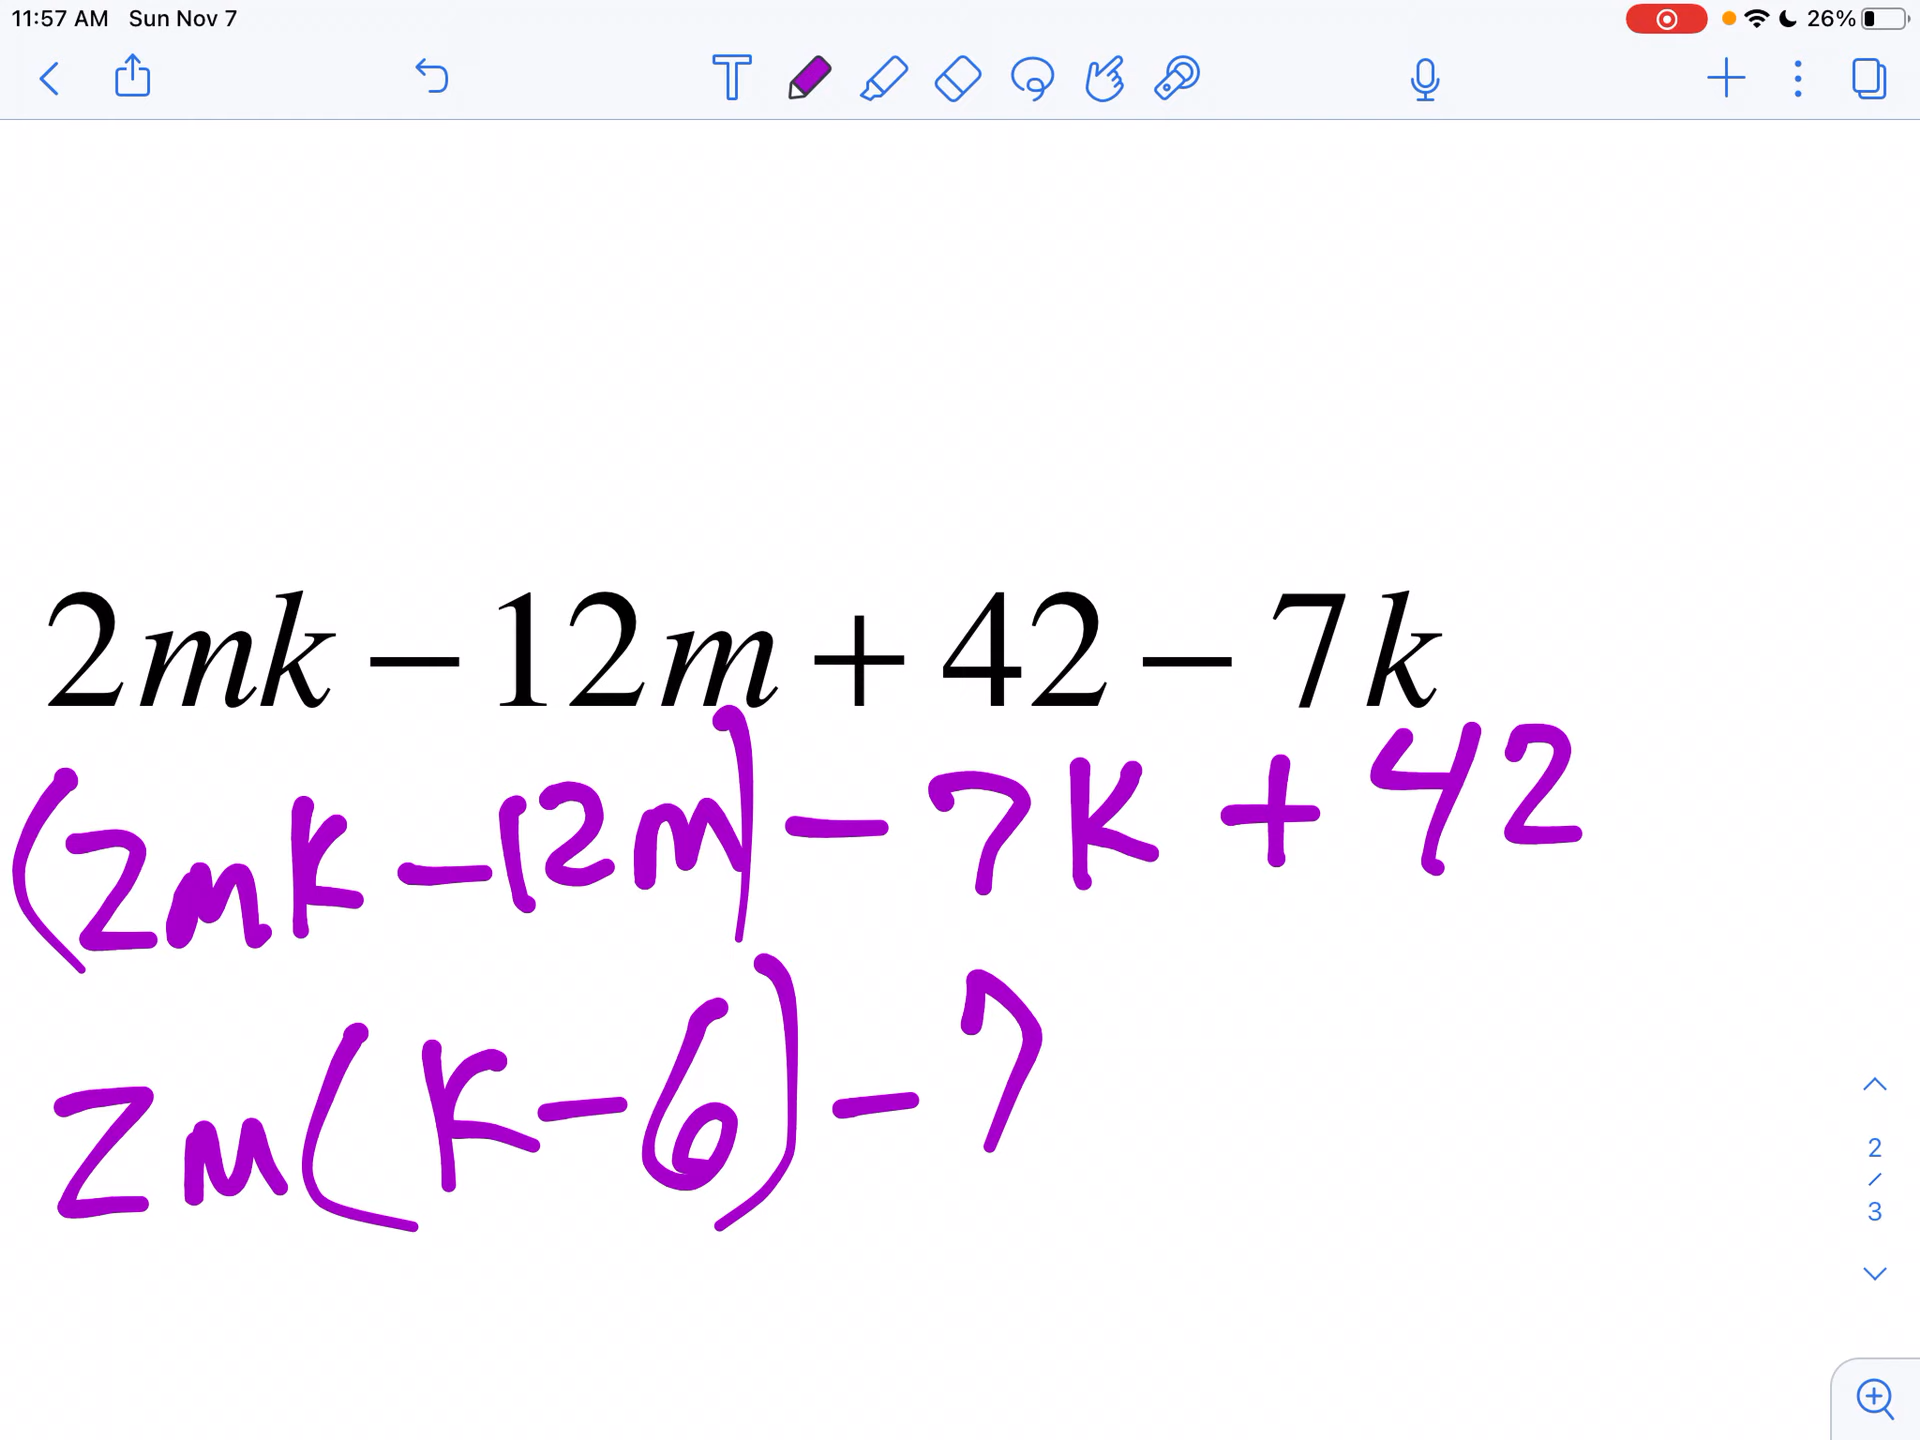 11:57 AM Sun Nov 7 26%
T
2mk − 12m + 42 − 7k
(2mk − 12m) − 7k + 42
2m(k − 6) − 7
2
/
3